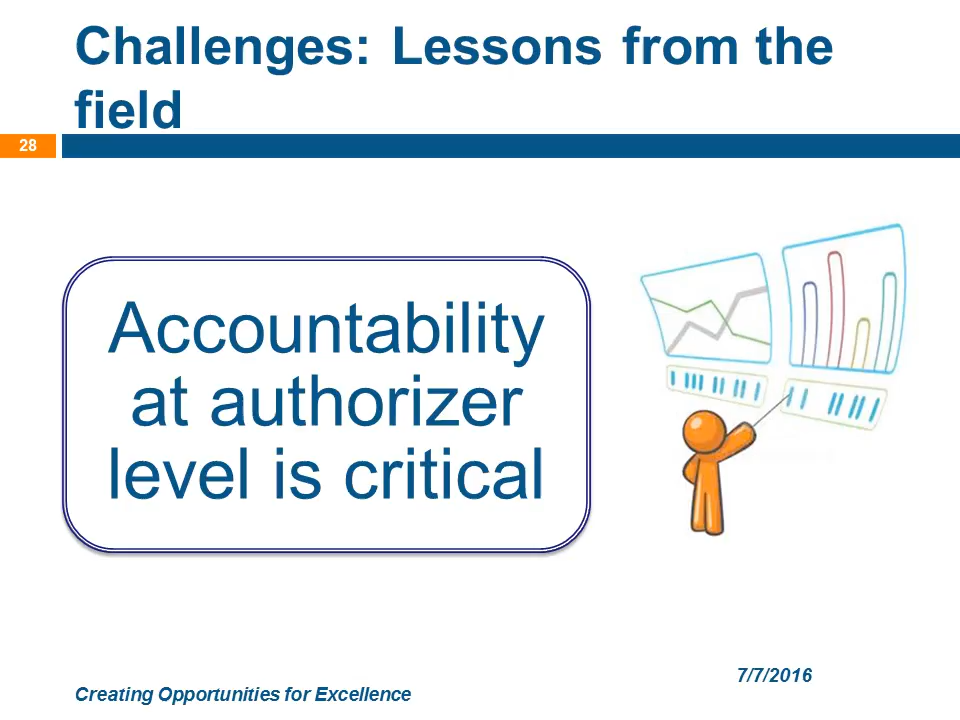 Challenges: Lessons from the
field
28
Accountability
at authorizer
level is critical
7/7/2016
Creating Opportunities for Excellence